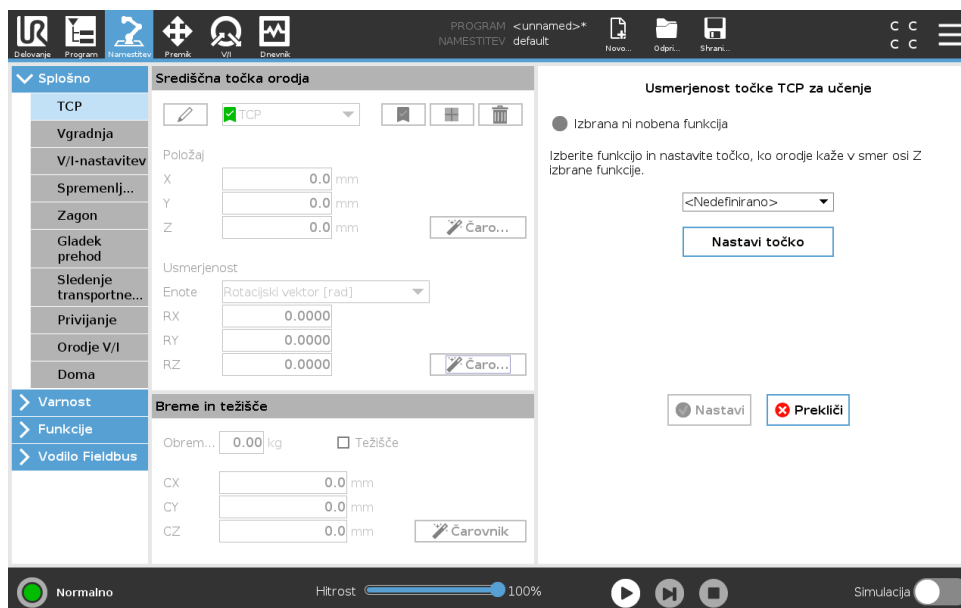 PROGRAM <unnamed>*
NAMESTITEV default
Delovanje Program Namestitev Premik V/I Dnevnik Novo... Odpri... Shrani...
C C
C C
Splošno
TCP
Vgradnja
V/I-nastavitev
Spremenlj...
Zagon
Gladek
prehod
Sledenje
transportne...
Privijanje
Orodje V/I
Doma
Varnost
Funkcije
Vodilo Fieldbus
Središčna točka orodja
TCP
Položaj
X 0.0 mm
Y 0.0 mm
Z 0.0 mm Čaro...
Usmerjenost
Enote Rotacijski vektor [rad]
RX 0.0000
RY 0.0000
RZ 0.0000 Čaro...
Breme in težišče
Obrem... 0.00 kg Težišče
CX 0.0 mm
CY 0.0 mm
CZ 0.0 mm Čarovnik
Usmerjenost točke TCP za učenje
Izbrana ni nobena funkcija
Izberite funkcijo in nastavite točko, ko orodje kaže v smer osi Z
izbrane funkcije.
<Nedefinirano>
Nastavi točko
Nastavi Prekliči
Normalno Hitrost 100% Simulacija